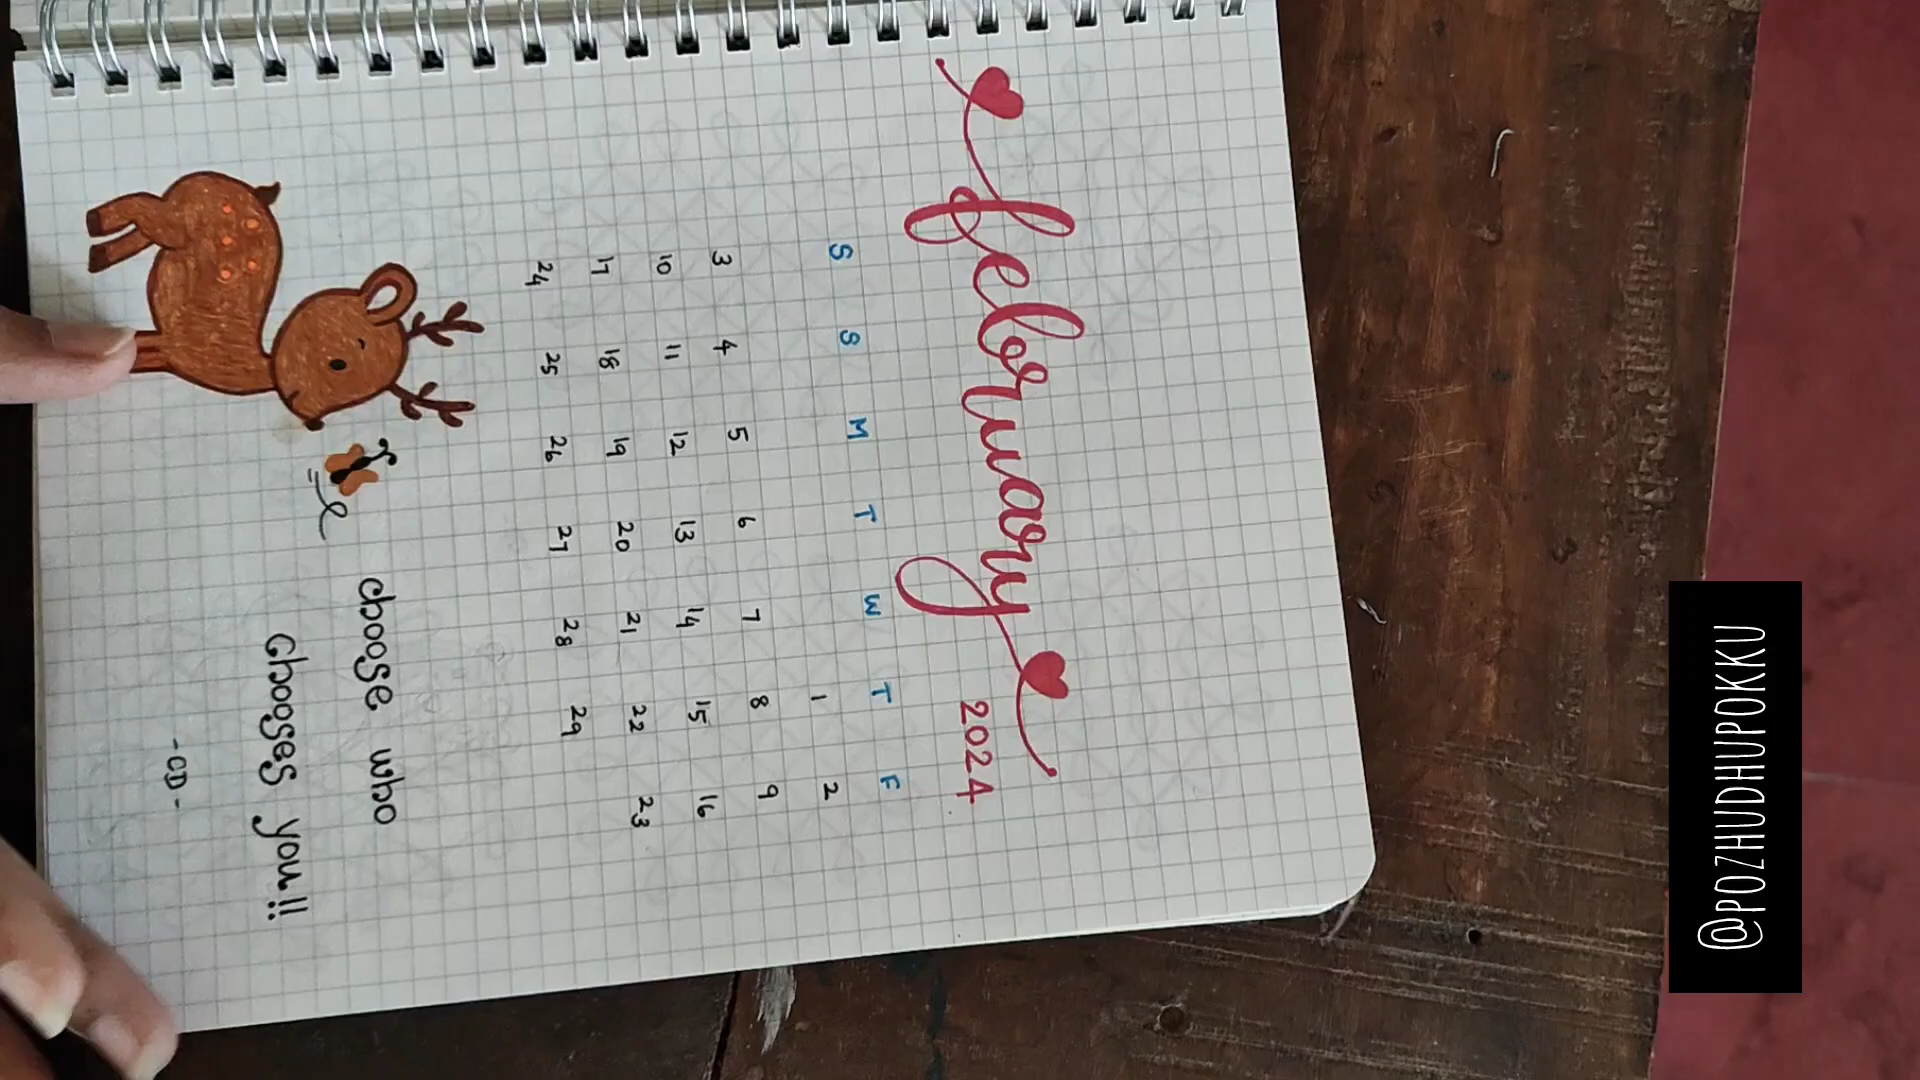 february
2024
S S M T W T F
1 2
3 4 5 6 7 8 9
10 11 12 13 14 15 16
17 18 19 20 21 22 23
24 25 26 27 28 29
choose who
chooses you!!
-CD-
@POZHUDHUPOKKU